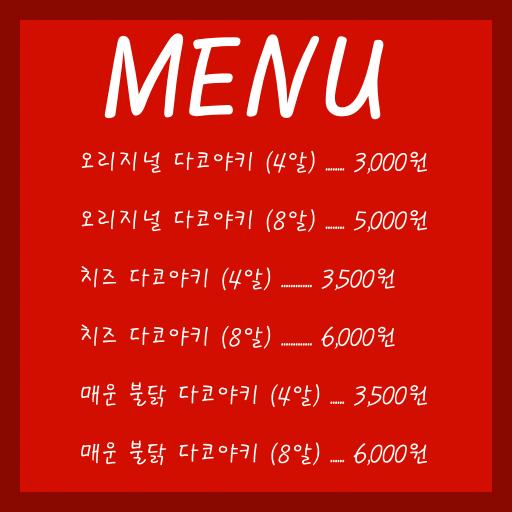 MENU
오리지널 다코야키 (4알) ........ 3,000원
오리지널 다코야키 (8알) ........ 5,000원
치즈 다코야키 (4알) ............. 3,500원
치즈 다코야키 (8알) ............. 6,000원
매운 불닭 다코야키 (4알) ...... 3,500원
매운 불닭 다코야키 (8알) ...... 6,000원